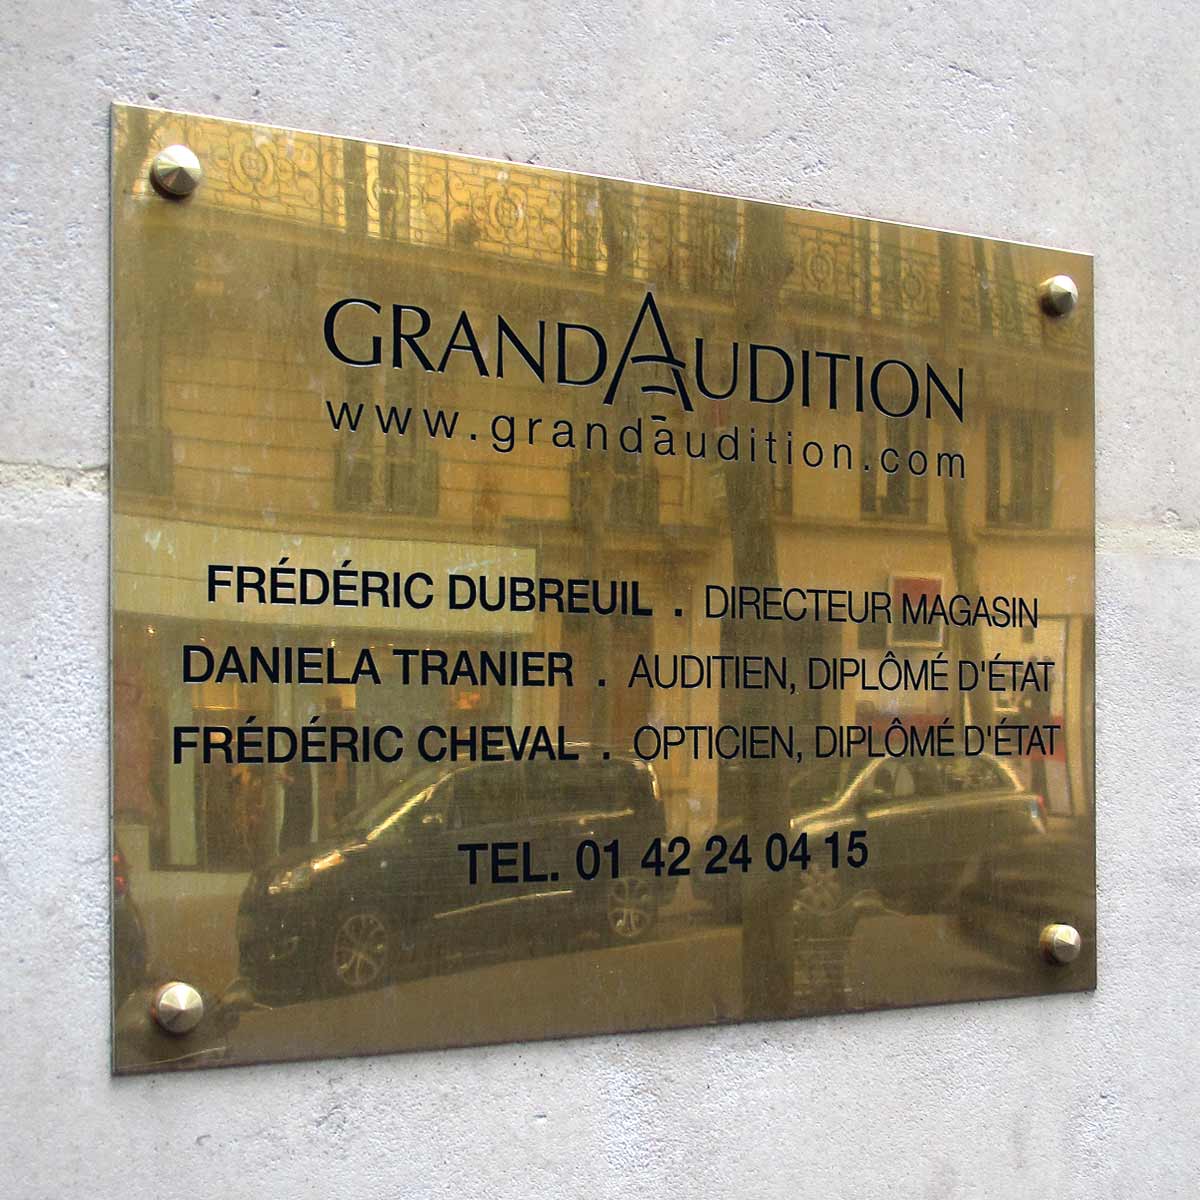 GRANDAUDITION
www.grandaudition.com
FRÉDÉRIC DUBREUIL . DIRECTEUR MAGASIN
DANIELA TRANIER . AUDITIEN, DIPLÔMÉ D'ÉTAT
FRÉDÉRIC CHEVAL . OPTICIEN, DIPLÔMÉ D'ÉTAT
TEL. 01 42 24 04 15